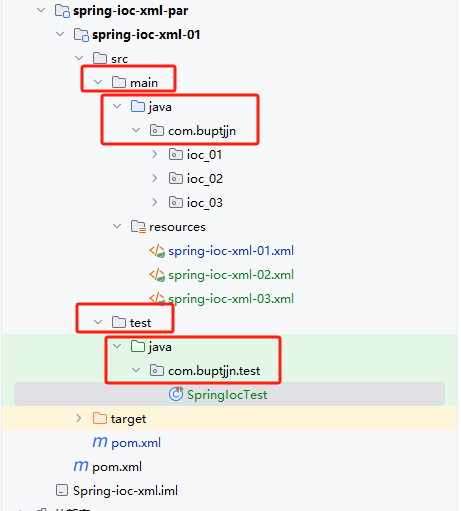 spring-ioc-xml-par
spring-ioc-xml-01
src
main
java
com.buptjjn
ioc_01
ioc_02
ioc_03
resources
spring-ioc-xml-01.xml
spring-ioc-xml-02.xml
spring-ioc-xml-03.xml
test
java
com.buptjjn.test
SpringIocTest
target
pom.xml
pom.xml
Spring-ioc-xml.iml